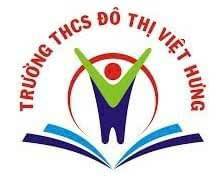 TRƯỜNG THCS ĐÔ THỊ VIỆT HƯNG